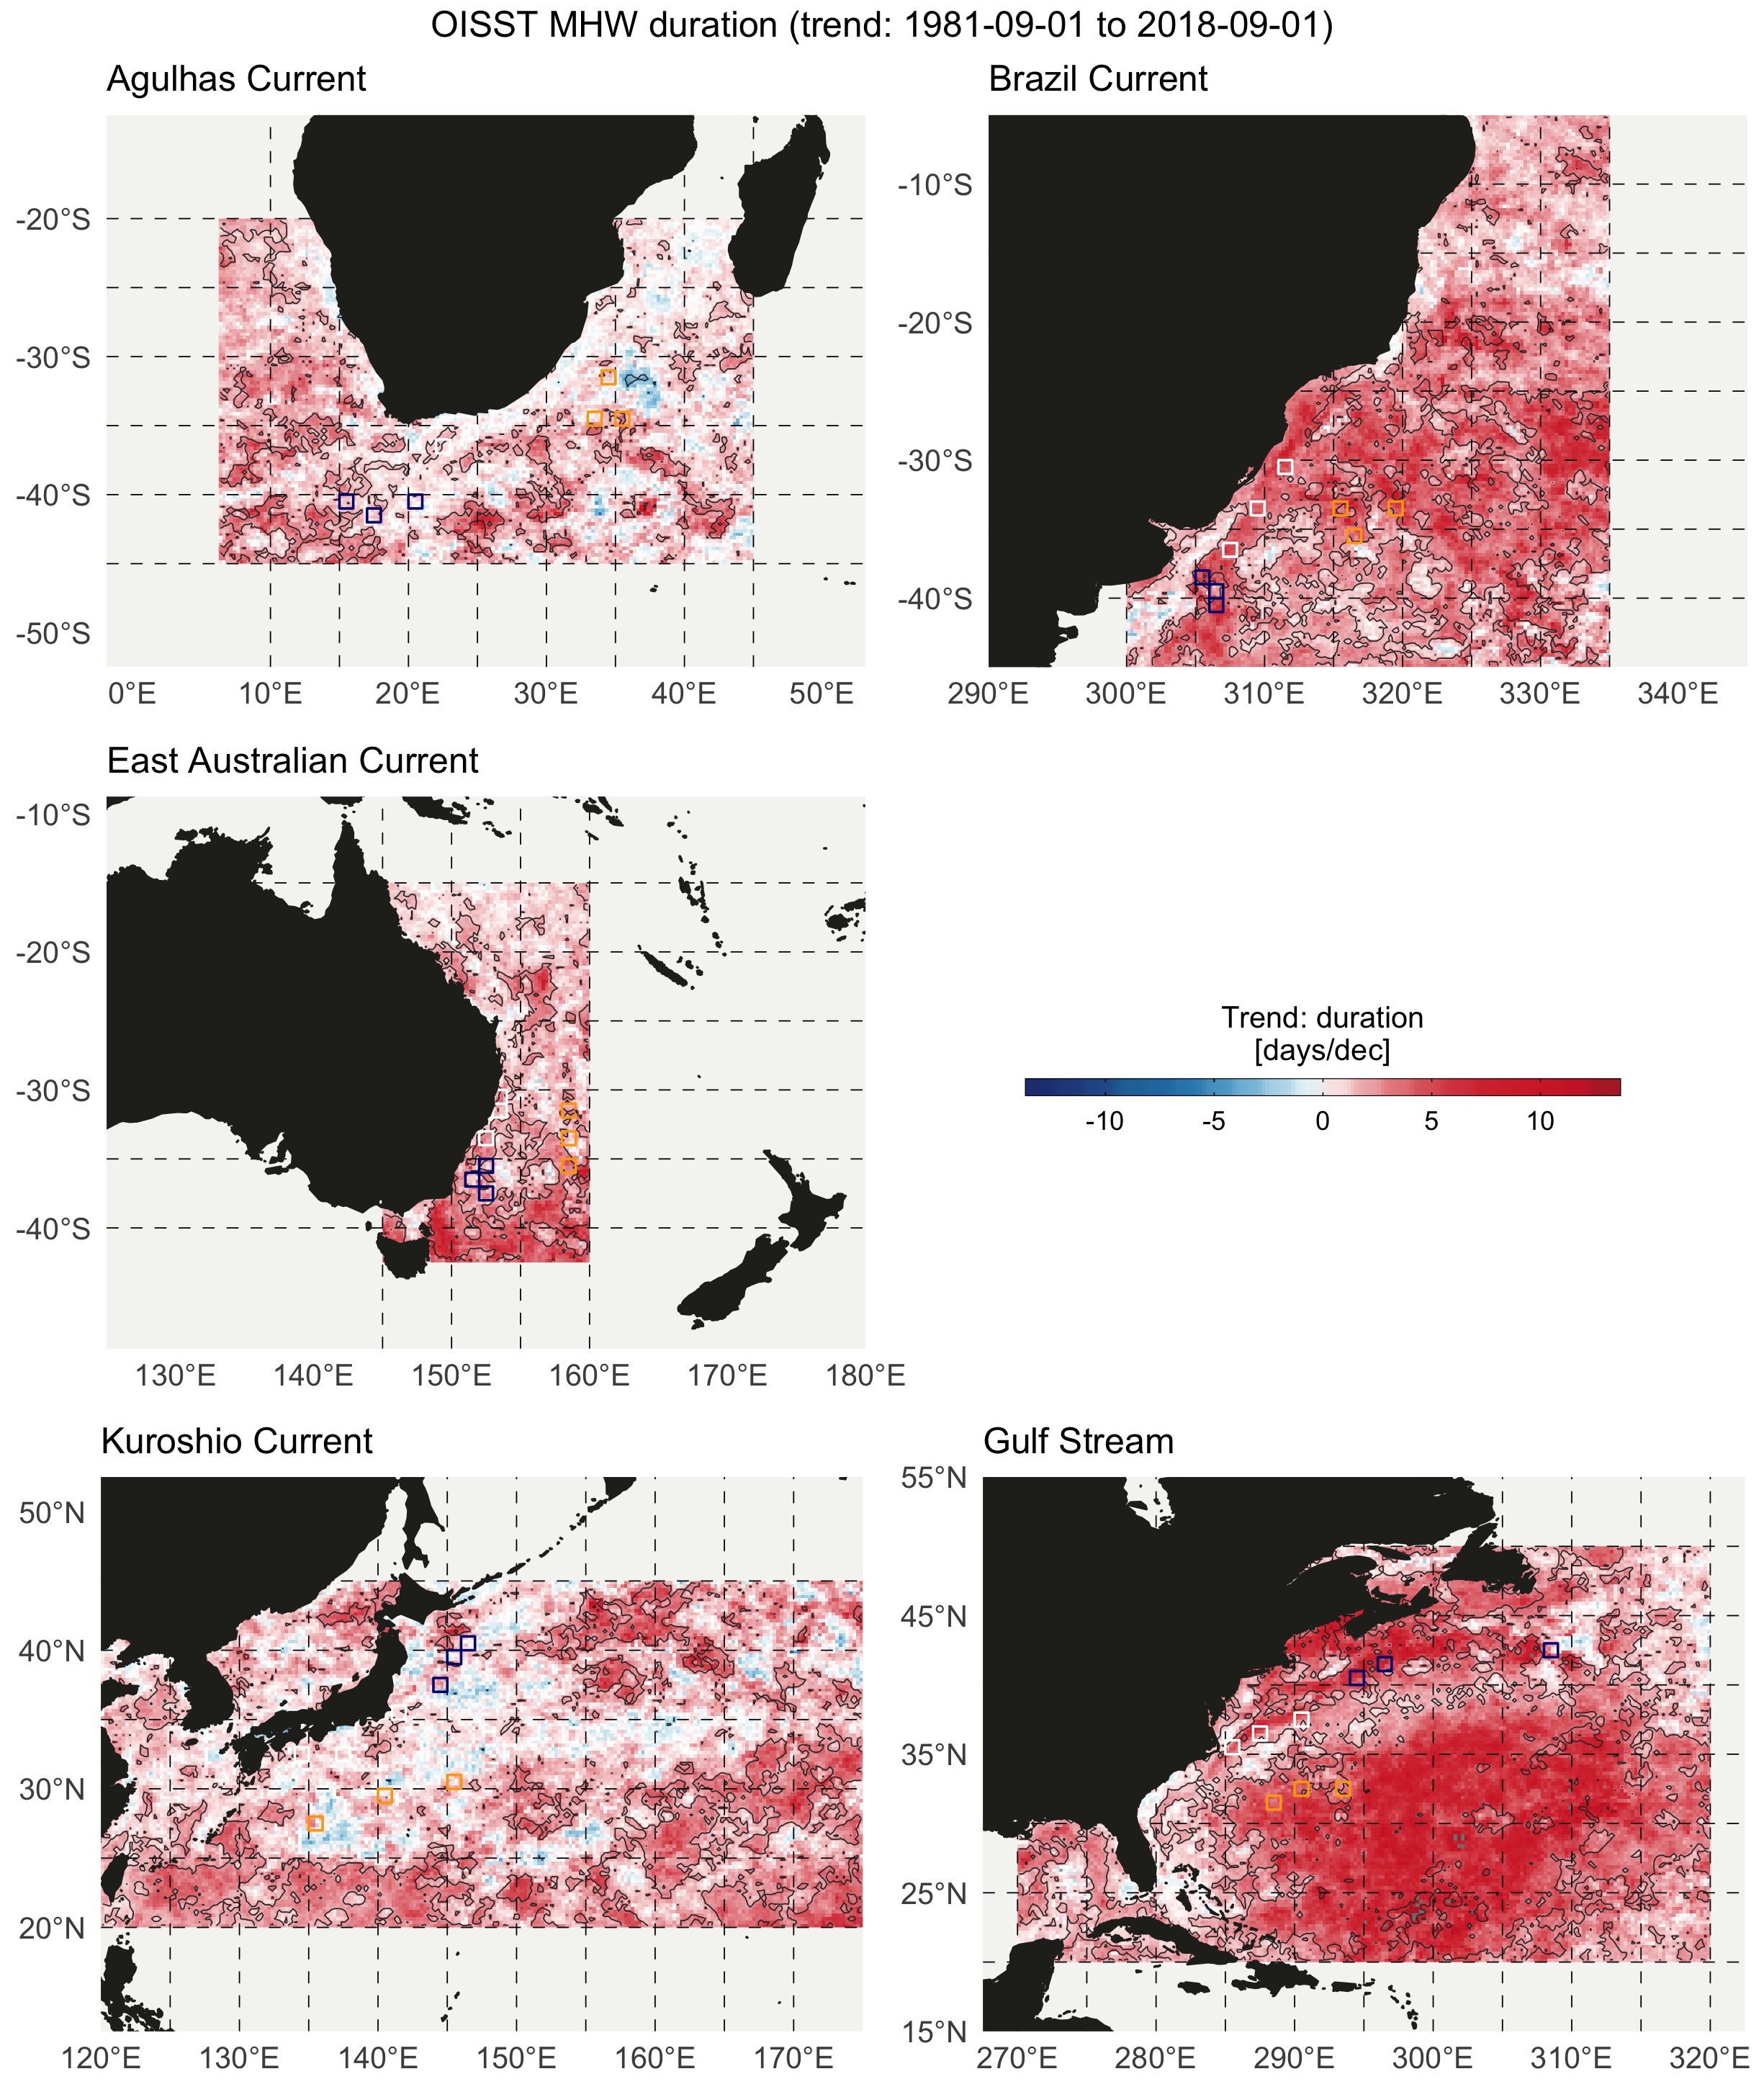 OISST MHW duration (trend: 1981-09-01 to 2018-09-01)
Agulhas Current
-20°S
-30°S
-40°S
-50°S
0°E 10°E 20°E 30°E 40°E 50°E
Brazil Current
-10°S
-20°S
-30°S
-40°S
290°E 300°E 310°E 320°E 330°E 340°E
East Australian Current
-10°S
-20°S
-30°S
-40°S
130°E 140°E 150°E 160°E 170°E 180°E
Trend: duration
[days/dec]
-10 -5 0 5 10
Kuroshio Current
50°N
40°N
30°N
20°N
120°E 130°E 140°E 150°E 160°E 170°E
Gulf Stream
55°N
45°N
35°N
25°N
15°N
270°E 280°E 290°E 300°E 310°E 320°E